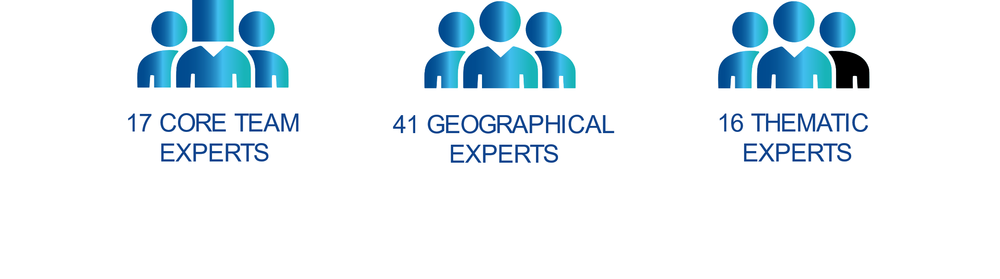 17 CORE TEAM
EXPERTS
41 GEOGRAPHICAL
EXPERTS
16 THEMATIC
EXPERTS